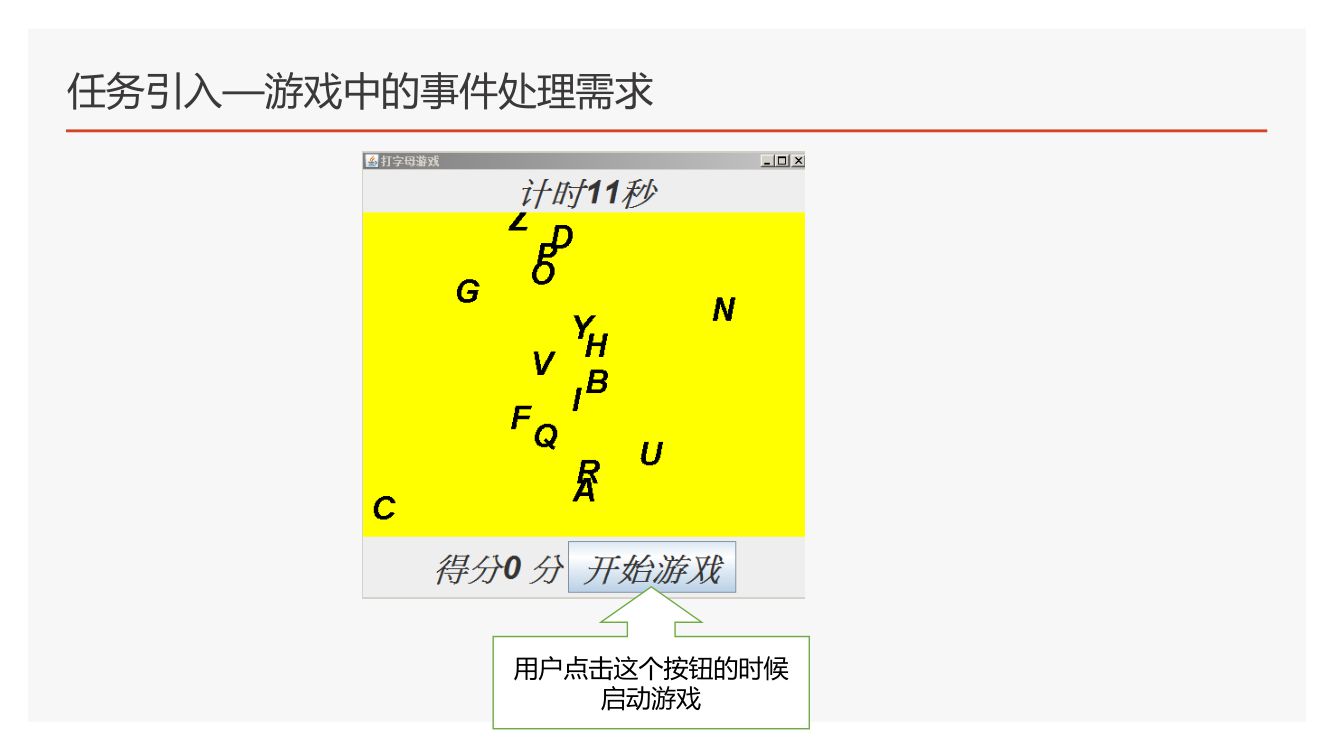 任务引入—游戏中的事件处理需求
打字母游戏
计时11秒
Z
D
P
O
G
N
Y
H
V
B
I
F
Q
U
R
A
C
得分0 分 开始游戏
用户点击这个按钮的时候
启动游戏